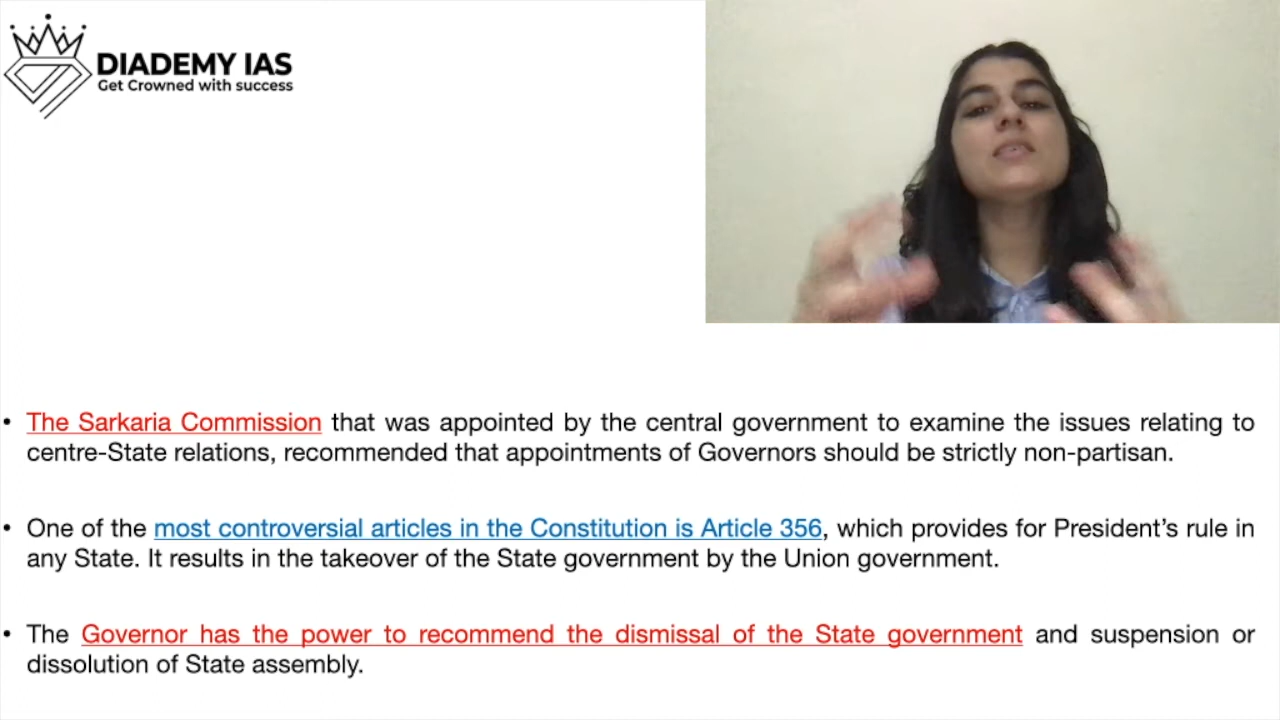 DIADEMY IAS
Get Crowned with success
• The Sarkaria Commission that was appointed by the central government to examine the issues relating to
centre-State relations, recommended that appointments of Governors should be strictly non-partisan.
• One of the most controversial articles in the Constitution is Article 356, which provides for President’s rule in
any State. It results in the takeover of the State government by the Union government.
• The Governor has the power to recommend the dismissal of the State government and suspension or
dissolution of State assembly.